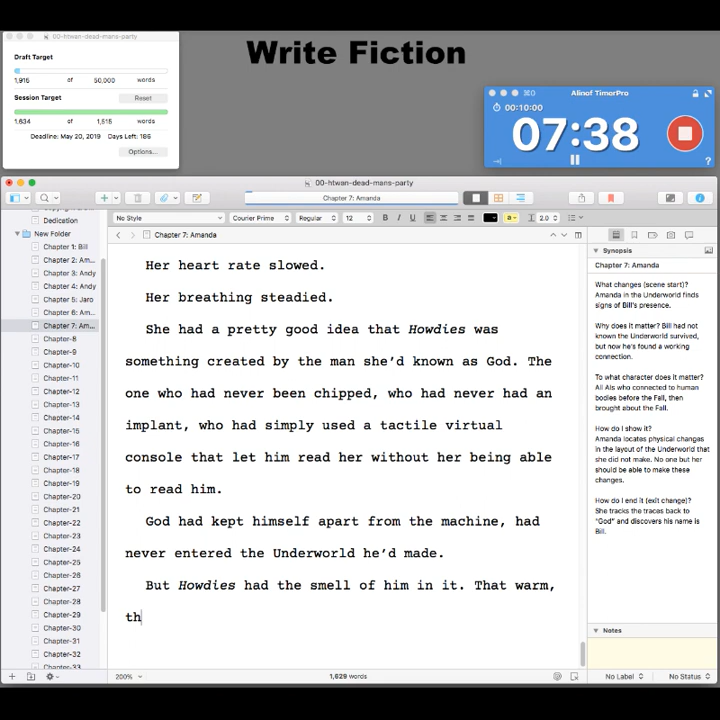 00-htwan-dead-mans-party
Write Fiction
Draft Target
1,915 of 50,000 words
Session Target
Reset
1,634 of 1,515 words
Deadline: May 20, 2019 Days Left: 186
Options...
⌘0
Alinof TimerPro
00:10:00
07:38
?
00-htwan-dead-mans-party
Chapter 7: Amanda
No Style
Courier Prime
Regular
12
B I U
a
2.0
Dedication
New Folder
Chapter 1: Bill
Chapter 2: Am...
Chapter 3: Andy
Chapter 4: Andy
Chapter 5: Jaro
Chapter 6: Am...
Chapter 7: Am...
Chapter-8
Chapter-9
Chapter-10
Chapter-11
Chapter-12
Chapter-13
Chapter-14
Chapter-15
Chapter-16
Chapter-17
Chapter-18
Chapter-19
Chapter-20
Chapter-21
Chapter-22
Chapter-23
Chapter-24
Chapter-25
Chapter-26
Chapter-27
Chapter-28
Chapter-29
Chapter-30
Chapter-31
Chapter-32
Chapter-33
Chapter 7: Amanda
Her heart rate slowed.
Her breathing steadied.
She had a pretty good idea that Howdies was
something created by the man she'd known as God. The
one who had never been chipped, who had never had an
implant, who had simply used a tactile virtual
console that let him read her without her being able
to read him.
God had kept himself apart from the machine, had
never entered the Underworld he'd made.
But Howdies had the smell of him in it. That warm,
th
200%
1,629 words
Synopsis
Chapter 7: Amanda
What changes (scene start)?
Amanda in the Underworld finds
signs of Bill's presence.
Why does it matter? Bill had not
known the Underworld survived,
but now he's found a working
connection.
To what character does it matter?
All AIs who connected to human
bodies before the Fall, then
brought about the Fall.
How do I show it?
Amanda locates physical changes
in the layout of the Underworld that
she did not make. No one but her
should be able to make these
changes.
How do I end it (exit change)?
She tracks the traces back to
"God" and discovers his name is
Bill.
Notes
No Label
No Status